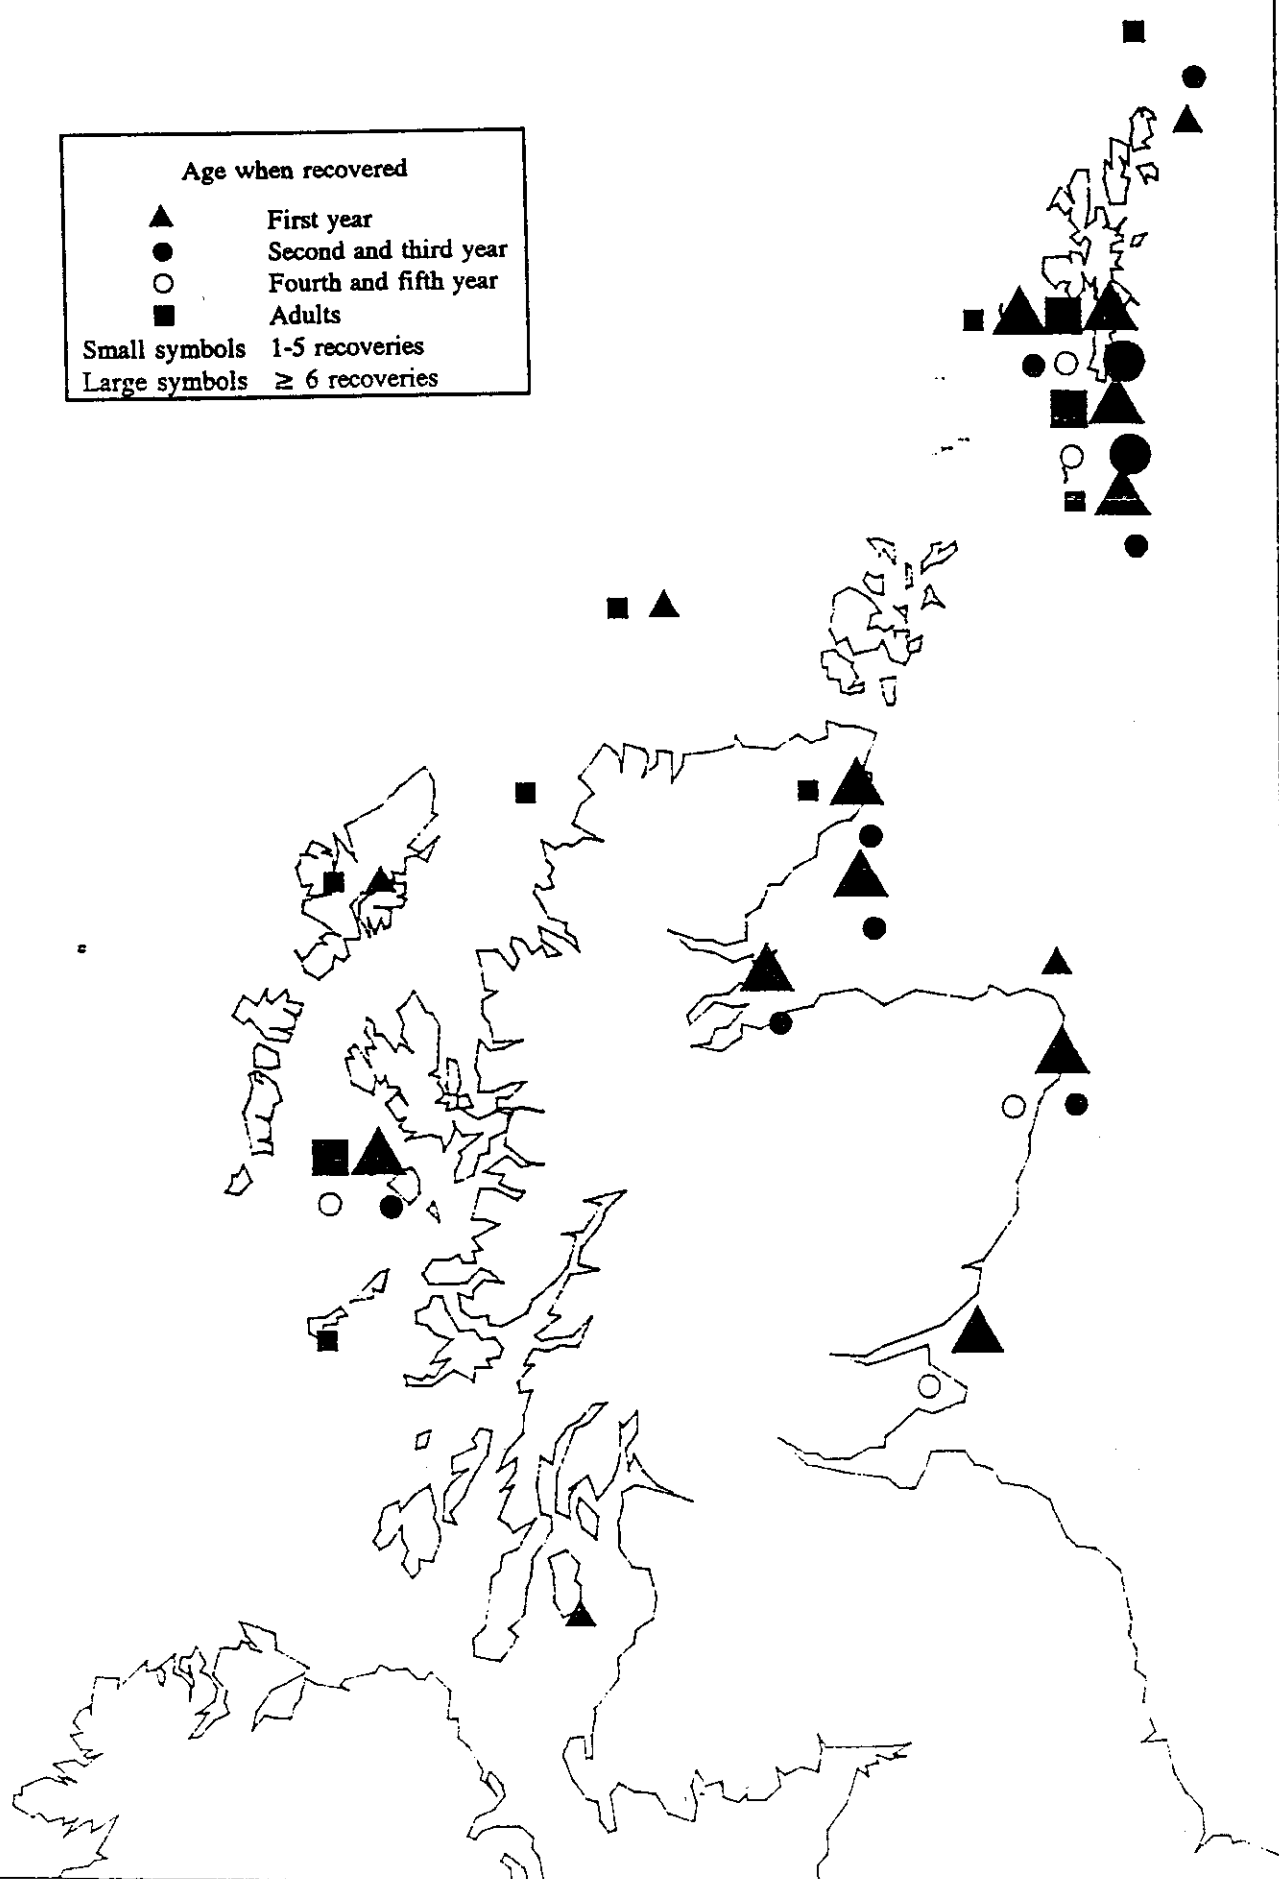 Age when recovered
First year
Second and third year
Fourth and fifth year
Adults
Small symbols 1-5 recoveries
Large symbols ≥ 6 recoveries